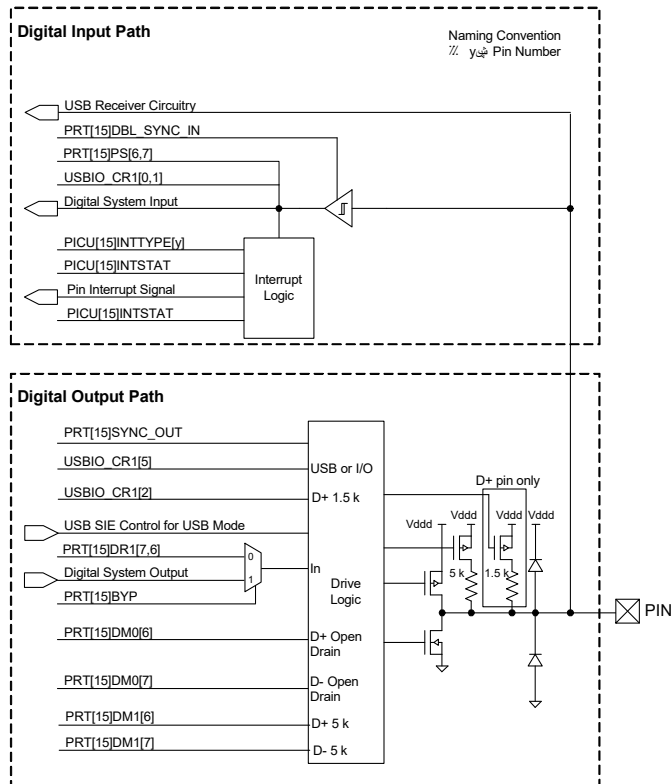 Digital Input Path
Naming Convention
Pin Number
USB Receiver Circuitry
PRT[15]DBL_SYNC_IN
PRT[15]PS[6,7]
USBIO_CR1[0,1]
Digital System Input
PICU[15]INTTYPE[y]
PICU[15]INTSTAT
Pin Interrupt Signal
PICU[15]INTSTAT
Interrupt
Logic
Digital Output Path
PRT[15]SYNC_OUT
USBIO_CR1[5]
USB or I/O
USBIO_CR1[2]
D+ 1.5 k
D+ pin only
USB SIE Control for USB Mode
Vddd
Vddd
Vddd
Vddd
PRT[15]DR1[7,6]
0
Digital System Output
1
In
PRT[15]BYP
Drive
Logic
5 k
1.5 k
PIN
PRT[15]DM0[6]
D+ Open
Drain
PRT[15]DM0[7]
D- Open
Drain
PRT[15]DM1[6]
D+ 5 k
PRT[15]DM1[7]
D- 5 k